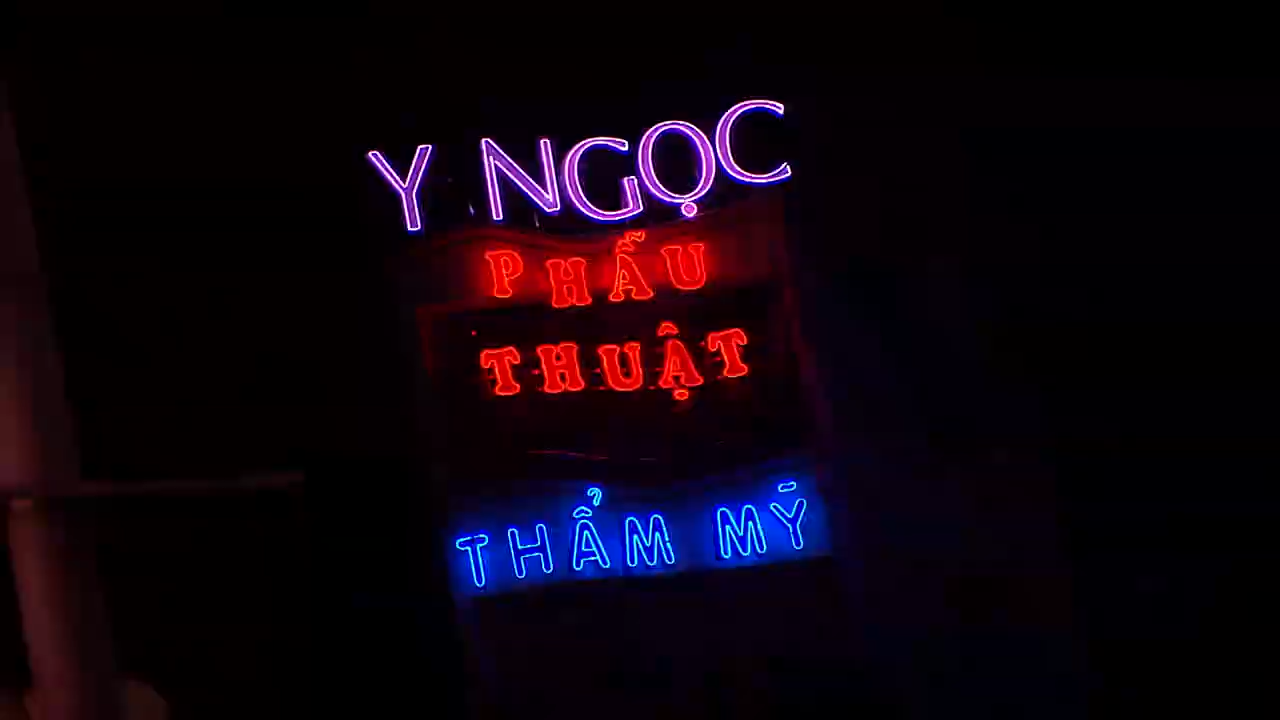 Y NGỌC
PHẪU
THUẬT
THẨM MỸ